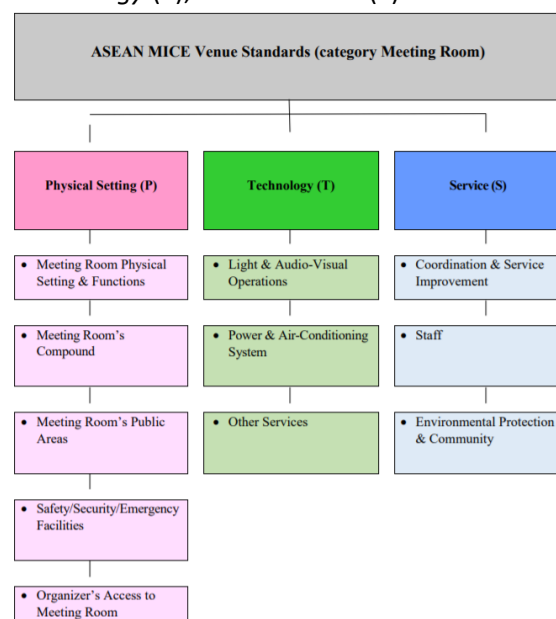 ASEAN MICE Venue Standards (category Meeting Room)
Physical Setting (P)
• Meeting Room Physical
Setting & Functions
• Meeting Room's
Compound
• Meeting Room's Public
Areas
• Safety/Security/Emergency
Facilities
• Organizer's Access to
Meeting Room
Technology (T)
• Light & Audio-Visual
Operations
• Power & Air-Conditioning
System
• Other Services
Service (S)
• Coordination & Service
Improvement
• Staff
• Environmental Protection
& Community